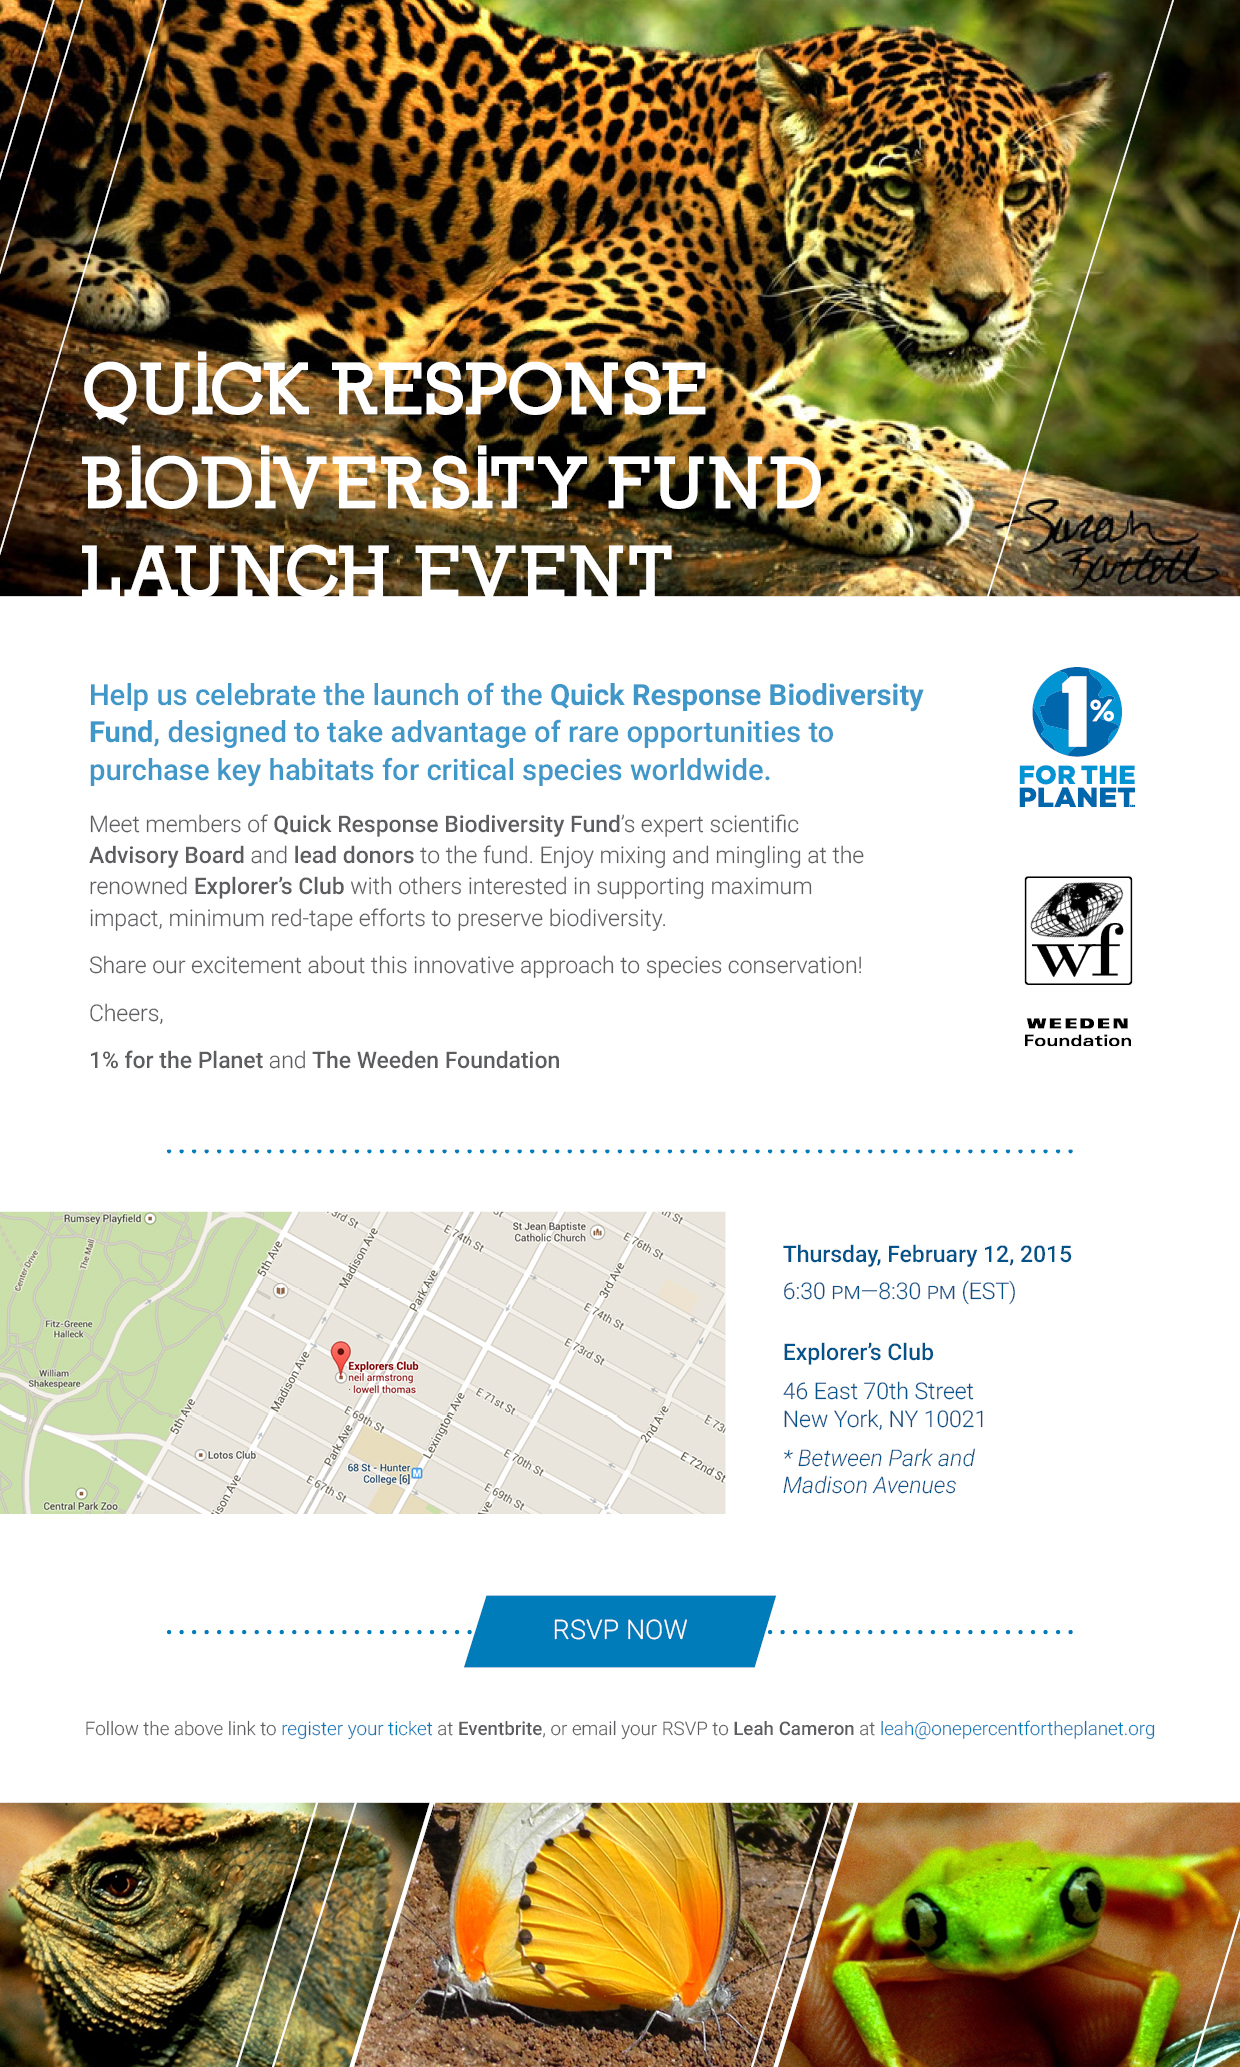 QUiCK RESPONSE
BiODiVERSiTY FUND
LAUNCH EVENT
Susan
Help us celebrate the launch of the Quick Response Biodiversity
Fund, designed to take advantage of rare opportunities to
purchase key habitats for critical species worldwide.
Meet members of Quick Response Biodiversity Fund's expert scientific
Advisory Board and lead donors to the fund. Enjoy mixing and mingling at the
renowned Explorer's Club with others interested in supporting maximum
impact, minimum red-tape efforts to preserve biodiversity.
Share our excitement about this innovative approach to species conservation!
Cheers,
1% for the Planet and The Weeden Foundation
1%
FOR THE
PLANET
wf
WEEDEN
Foundation
Rumsey Playfield
Center Drive
The Mall
Fitz-Greene
Halleck
William
Shakespeare
Central Park Zoo
5th Ave
5th Ave
Madison Ave
Madison Ave
ison Ave
3rd St
Park Ave
Park Ave
E 74th St
St Jean Baptiste
Catholic Church
E 76th St
3rd Ave
E 74th St
E 73rd St
Explorers Club
neil armstrong
· lowell thomas
E 69th St
Lexington Ave
E 71st St
2nd Ave
E 73
Lotos Club
68 St - Hunter
College [6]
M
E 67th St
E 70th St
E 69th St
E 72nd St
Thursday, February 12, 2015
6:30 PM—8:30 PM (EST)
Explorer's Club
46 East 70th Street
New York, NY 10021
* Between Park and
Madison Avenues
RSVP NOW
Follow the above link to register your ticket at Eventbrite, or email your RSVP to Leah Cameron at leah@onepercentfortheplanet.org